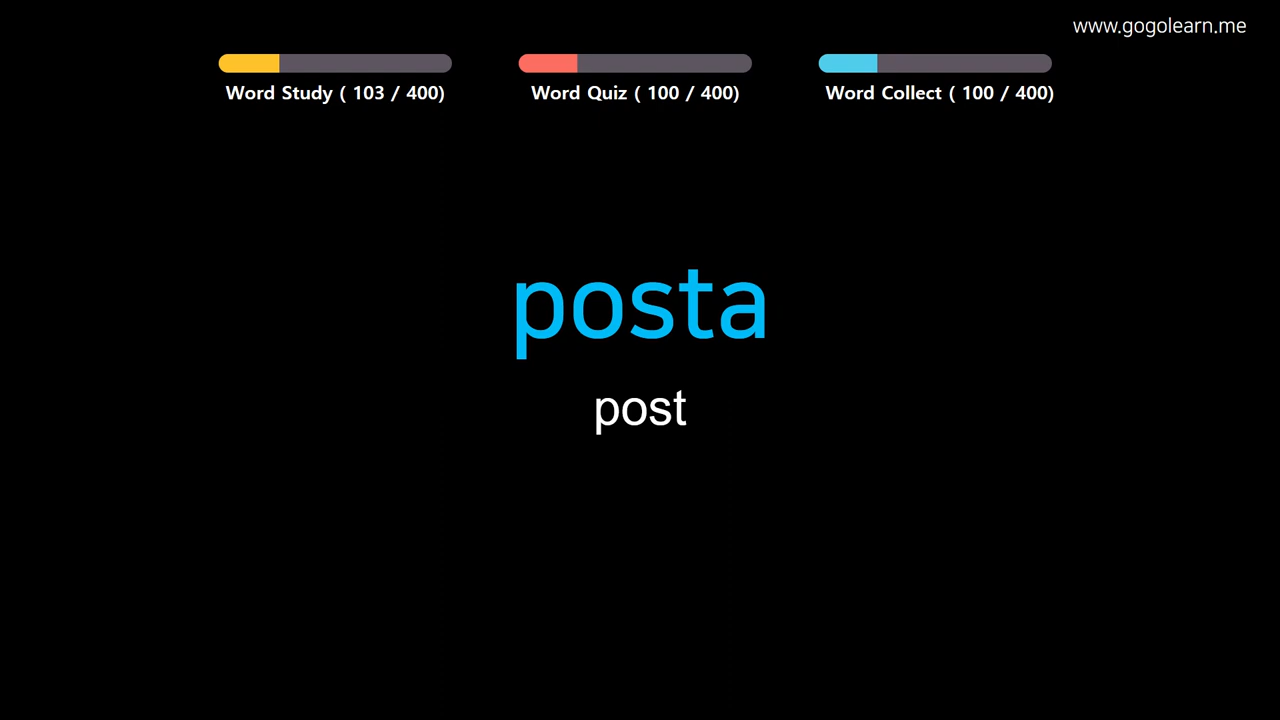 www.gogolearn.me
Word Study ( 103 / 400)
Word Quiz ( 100 / 400)
Word Collect ( 100 / 400)
posta
post